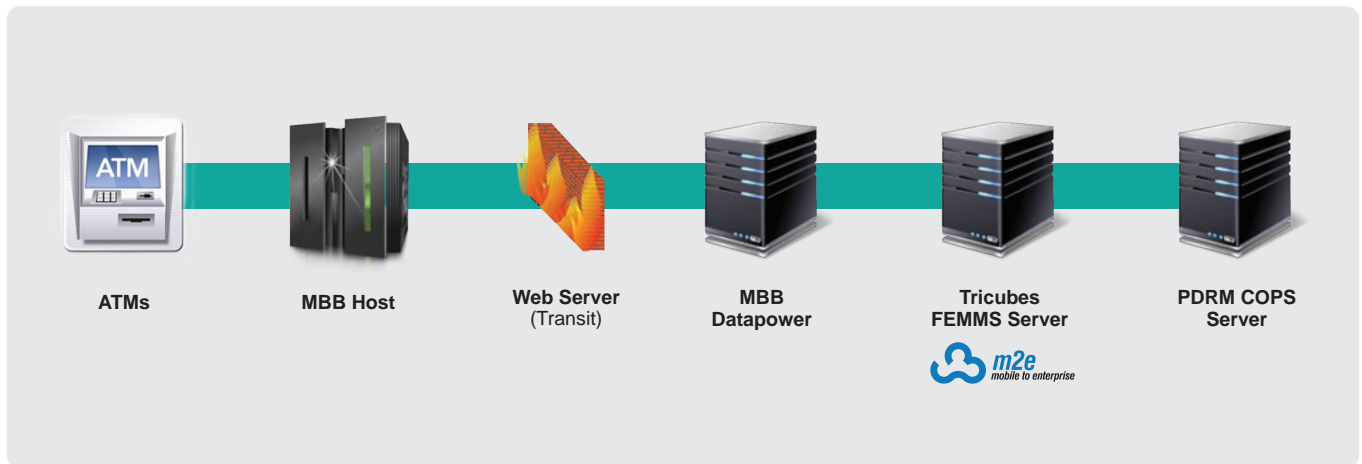 ATM
ATMs
MBB Host
Web Server
(Transit)
MBB
Datapower
Tricubes
FEMMS Server
m2e
mobile to enterprise
PDRM COPS
Server